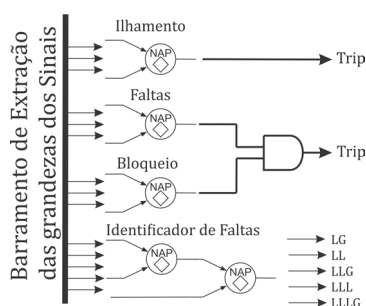 Barramento de Extração
das grandezas dos Sinais
Ilhamento
NAP
Trip
Faltas
NAP
Trip
Bloqueio
NAP
Identificador de Faltas
NAP
NAP
LG
LL
LLG
LLL
LLLG